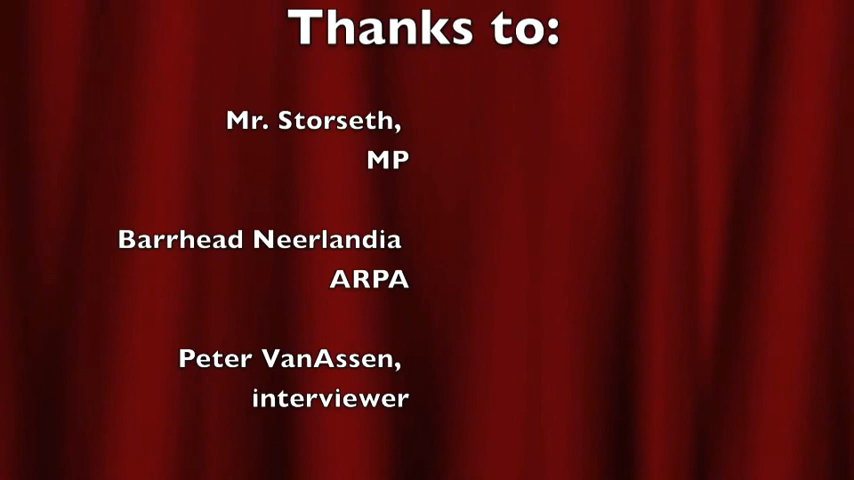 Thanks to:
Mr. Storseth,
MP
Barrhead Neerlandia
ARPA
Peter VanAssen,
interviewer